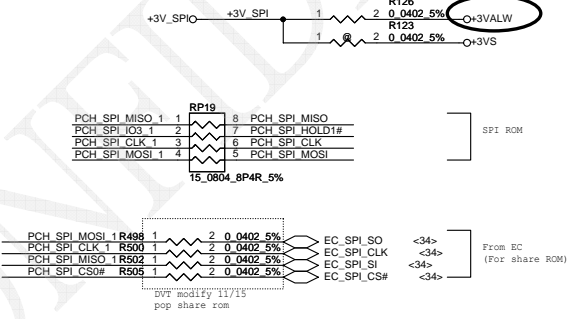 R126
+3V_SPI +3V_SPI 1 2 0_0402_5% +3VALW
R123
1 @ 2 0_0402_5% +3VS
RP19
PCH_SPI_MISO_1 1 8 PCH_SPI_MISO
PCH_SPI_IO3_1 2 7 PCH_SPI_HOLD1#
PCH_SPI_CLK_1 3 6 PCH_SPI_CLK
PCH_SPI_MOSI_1 4 5 PCH_SPI_MOSI
SPI ROM
15_0804_8P4R_5%
PCH_SPI_MOSI_1 R498 1 2 0_0402_5% EC_SPI_SO <34>
PCH_SPI_CLK_1 R500 1 2 0_0402_5% EC_SPI_CLK <34>
PCH_SPI_MISO_1 R502 1 2 0_0402_5% EC_SPI_SI <34>
PCH_SPI_CS0# R505 1 2 0_0402_5% EC_SPI_CS# <34>
From EC
(For share ROM)
DVT modify 11/15
pop share rom